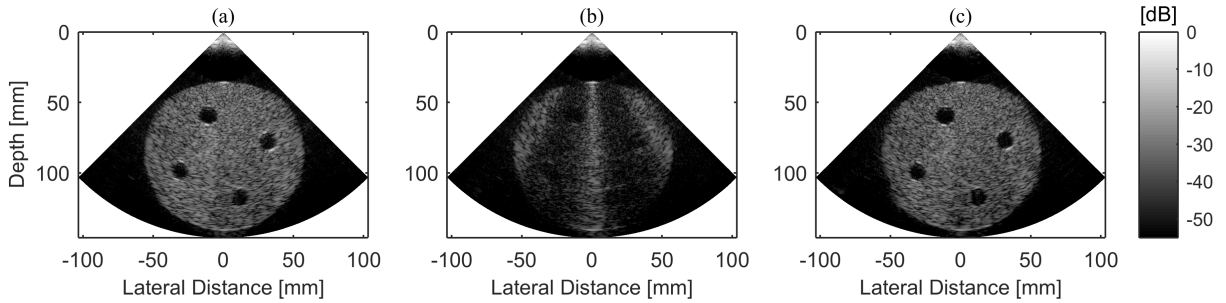 (a) (b) (c) [dB]
0 0 0 0
-10
50 50 50 -20
Depth [mm]
-30
100 100 100 -40
-50
-100 -50 0 50 100 -100 -50 0 50 100 -100 -50 0 50 100
Lateral Distance [mm] Lateral Distance [mm] Lateral Distance [mm]